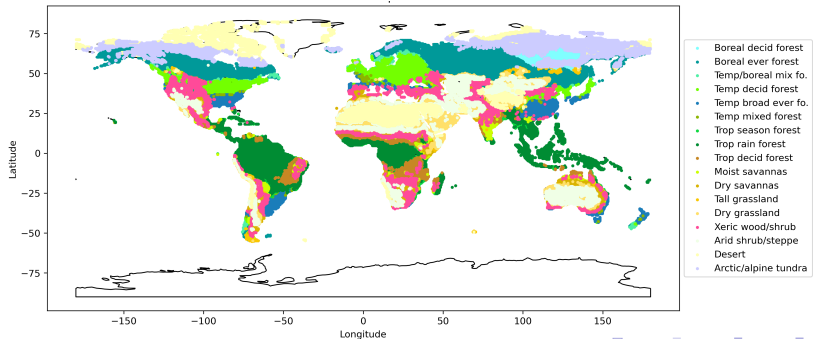 75
50
25
0
−25
−50
−75
Latitude
−150
−100
−50
0
50
100
150
Longitude
Boreal decid forest
Boreal ever forest
Temp/boreal mix fo.
Temp decid forest
Temp broad ever fo.
Temp mixed forest
Trop season forest
Trop rain forest
Trop decid forest
Moist savannas
Dry savannas
Tall grassland
Dry grassland
Xeric wood/shrub
Arid shrub/steppe
Desert
Arctic/alpine tundra